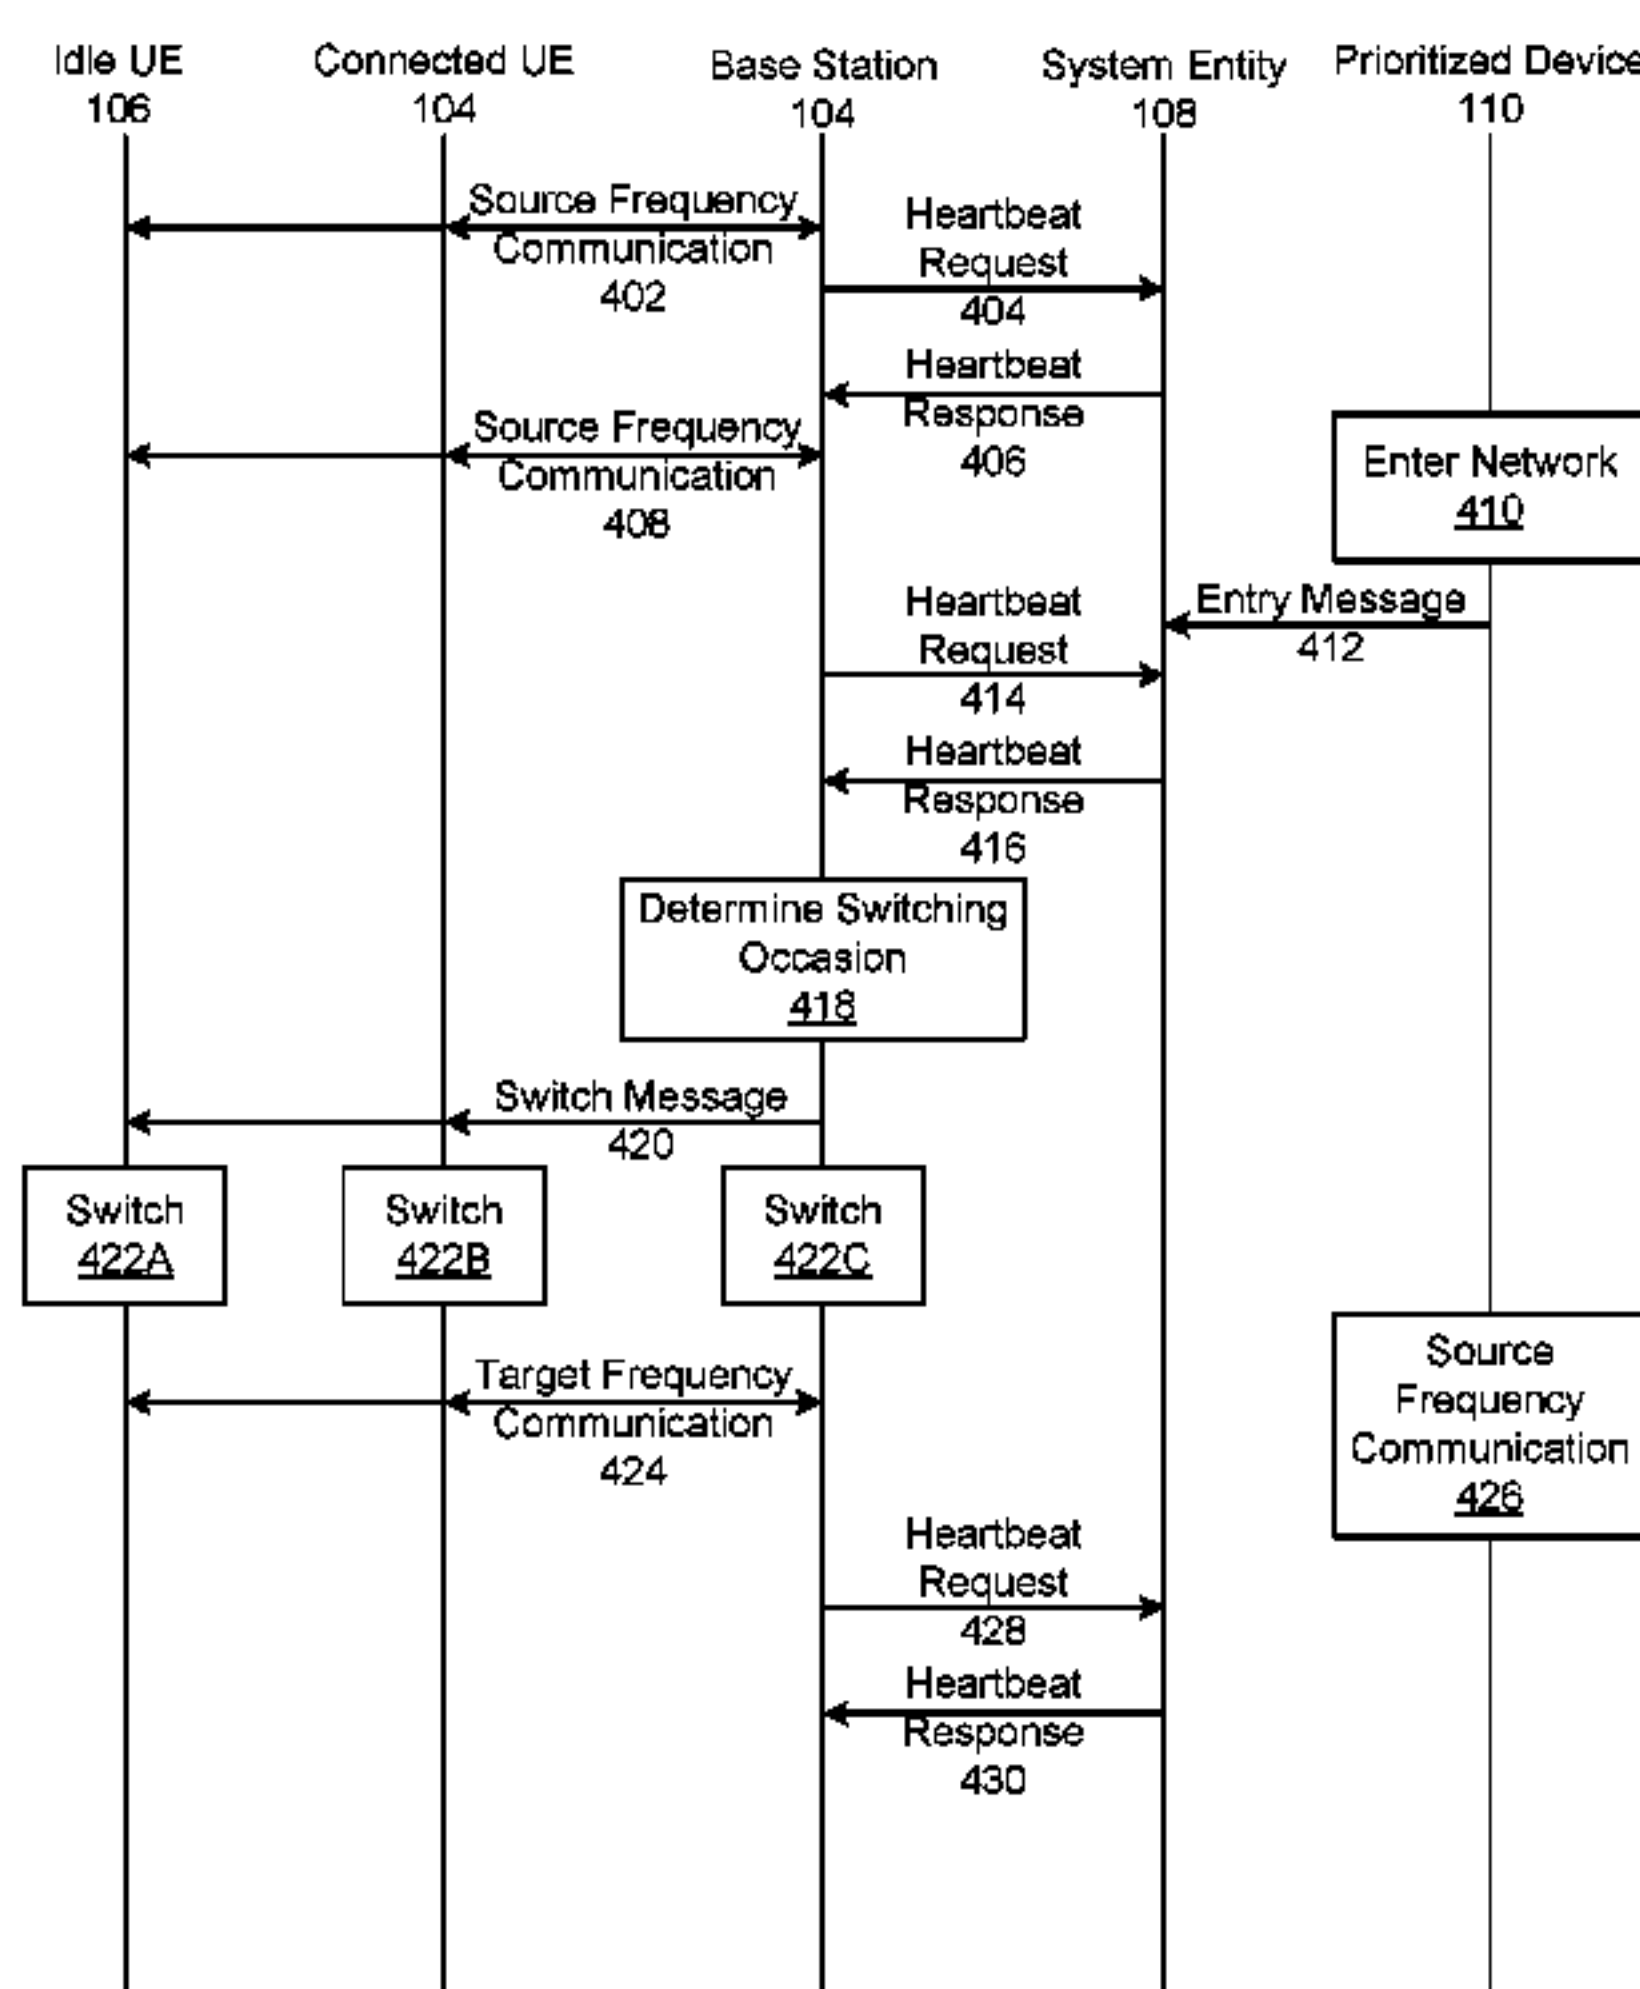 Idle UE
106
Connected UE
104
Base Station
104
System Entity
108
Prioritized Device
110
Source Frequency
Communication
402
Heartbeat
Request
404
Heartbeat
Response
406
Source Frequency
Communication
408
Enter Network
410
Entry Message
412
Heartbeat
Request
414
Heartbeat
Response
416
Determine Switching
Occasion
418
Switch Message
420
Switch
422A
Switch
422B
Switch
422C
Target Frequency
Communication
424
Source
Frequency
Communication
426
Heartbeat
Request
428
Heartbeat
Response
430